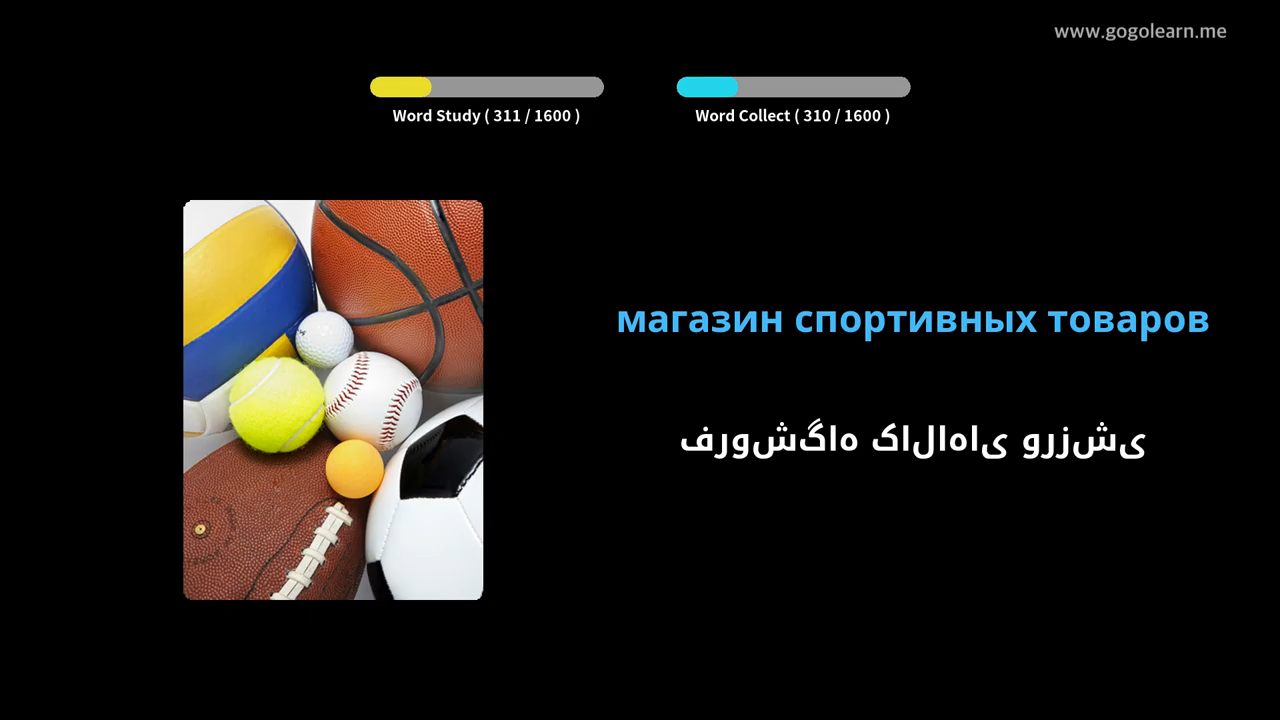 www.gogolearn.me
Word Study ( 311 / 1600 )
Word Collect ( 310 / 1600 )
магазин спортивных товаров
فروشگاه کالاهای ورزشی